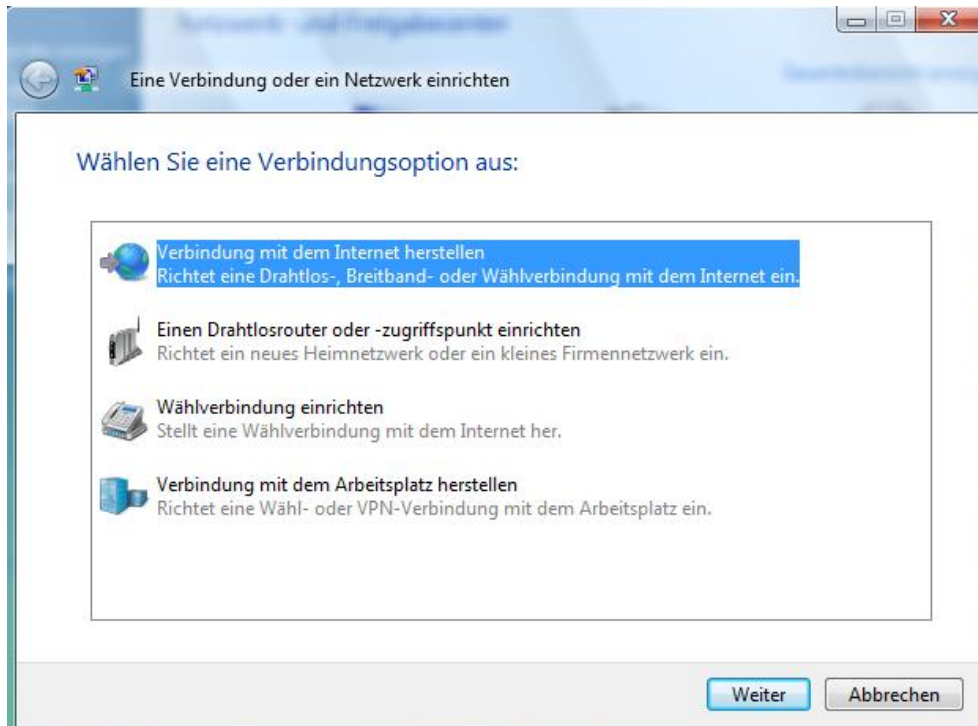 Netzwerk- und Freigabecenter
Eine Verbindung oder ein Netzwerk einrichten
Wählen Sie eine Verbindungsoption aus:
Verbindung mit dem Internet herstellen
Richtet eine Drahtlos-, Breitband- oder Wählverbindung mit dem Internet ein.
Einen Drahtlosrouter oder -zugriffspunkt einrichten
Richtet ein neues Heimnetzwerk oder ein kleines Firmennetzwerk ein.
Wählverbindung einrichten
Stellt eine Wählverbindung mit dem Internet her.
Verbindung mit dem Arbeitsplatz herstellen
Richtet eine Wähl- oder VPN-Verbindung mit dem Arbeitsplatz ein.
Weiter
Abbrechen